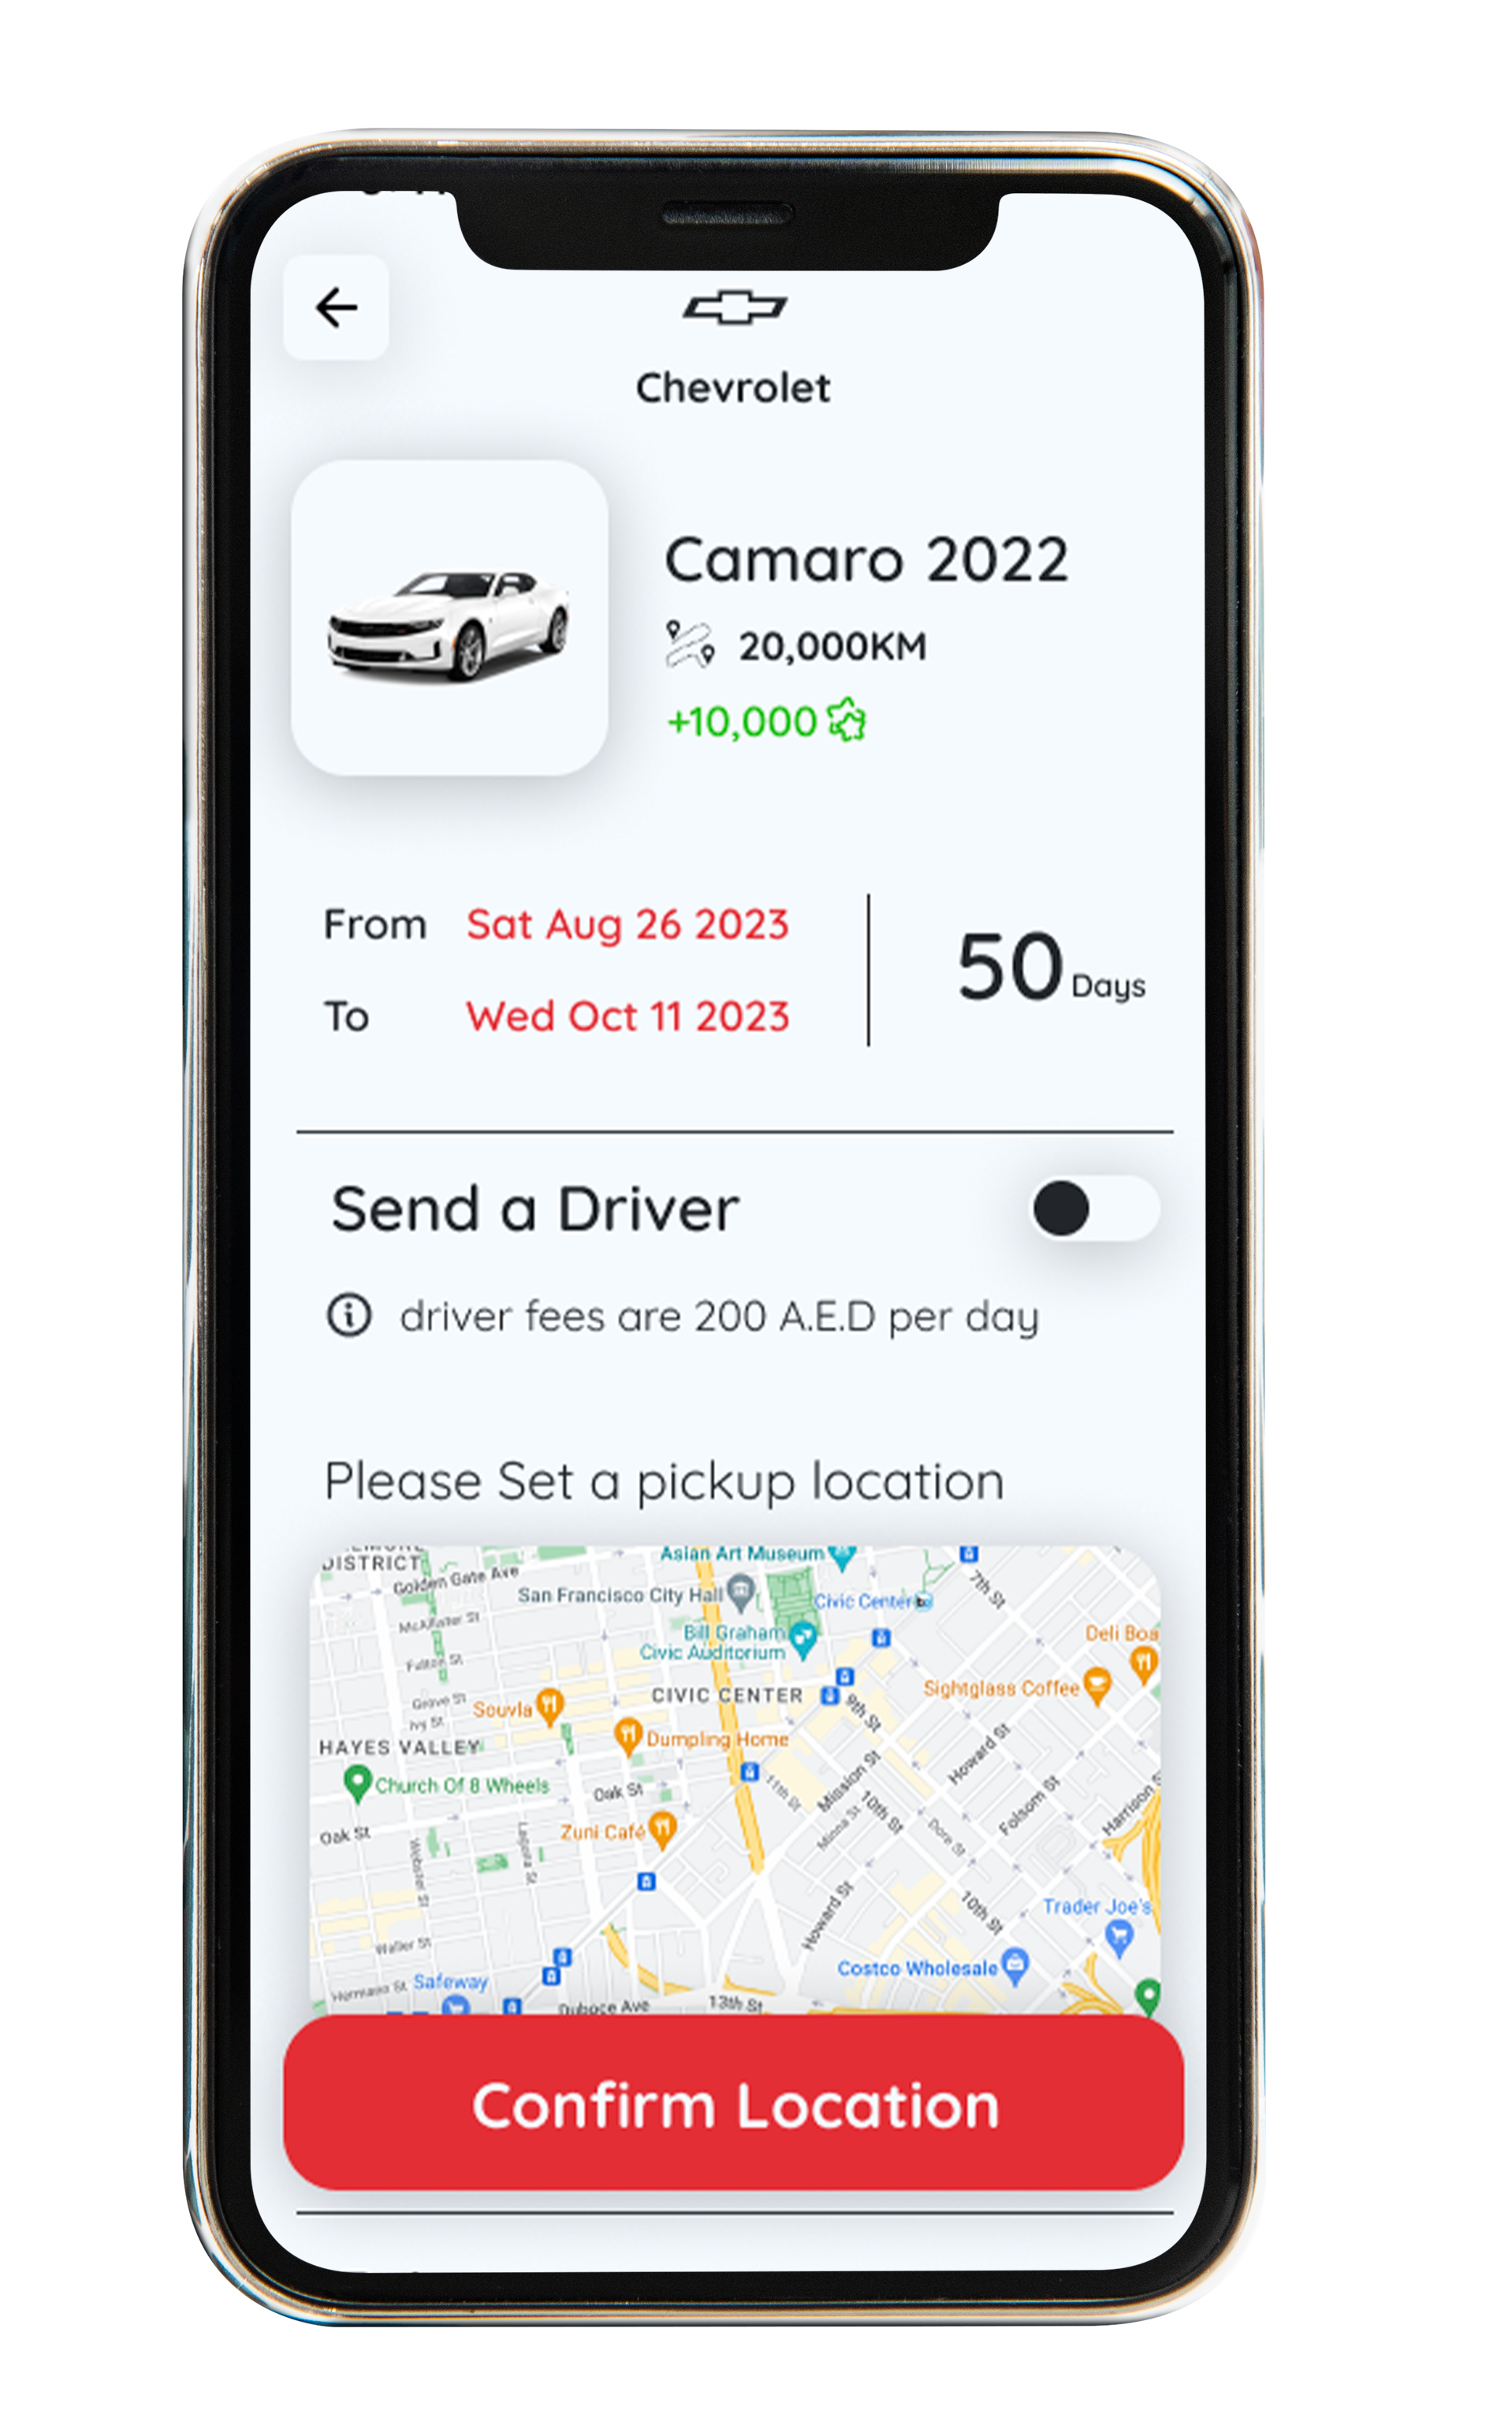 Chevrolet
Camaro 2022
20,000KM
+10,000
From Sat Aug 26 2023
50 Days
To Wed Oct 11 2023
Send a Driver
driver fees are 200 A.E.D per day
Please Set a pickup location
DISTRICT
Golden Gate Ave
Asian Art Museum
San Francisco City Hall
Civic Center
7th St
McAllister St
Bill Graham
Civic Auditorium
Deli Boa
Fulton St
Sightglass Coffee
CIVIC CENTER
Grove St
Souvla
9th St
Ivy St
HAYES VALLEY
Dumpling Home
Howard St
Church Of 8 Wheels
Oak St
11th St
Mission St
10th St
Folsom St
Harrison S
Oak St
Zuni Café
Minna St
Dore St
Webster St
Laguna St
Howard St
10th St
Trader Joe's
Waller St
Costco Wholesale
Hermann St
Safeway
Duboce Ave
13th St
Confirm Location